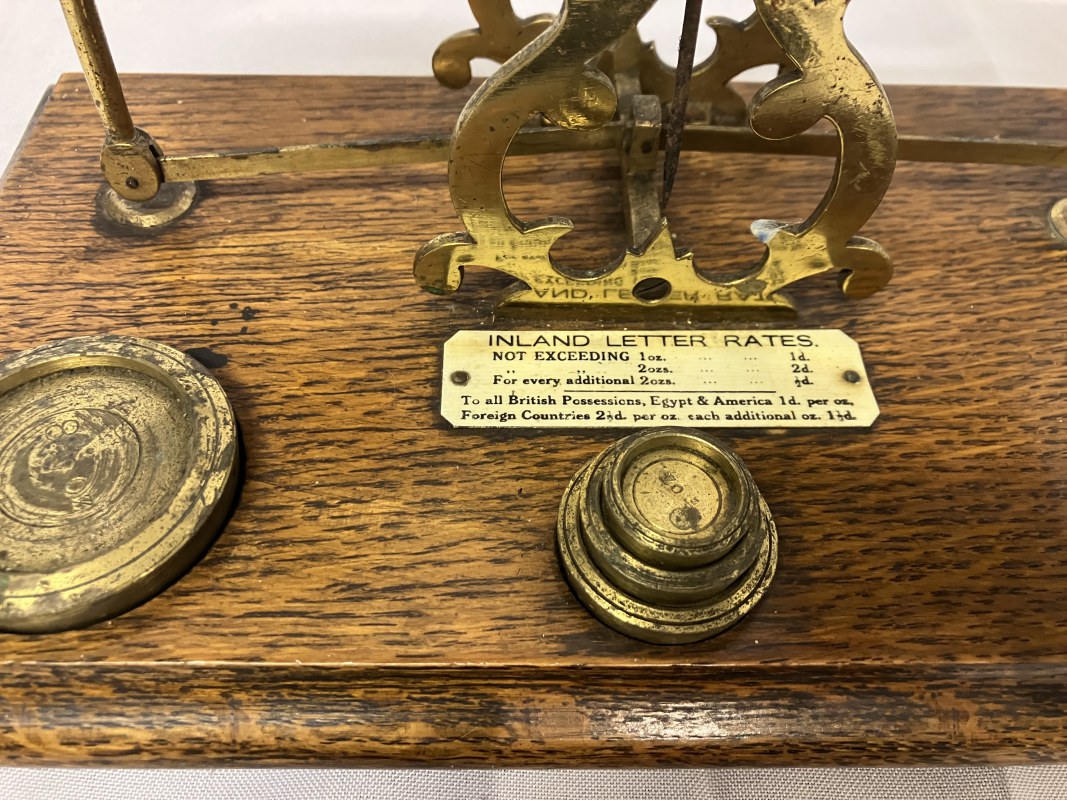 INLAND LETTER RATES.
NOT EXCEEDING 1oz. ... ... 1d.
,, ,, 2ozs. ... ... 2d.
For every additional 2ozs. ... ... ½d.
To all British Possessions, Egypt & America 1d. per oz,
Foreign Countries 2½d. per oz. each additional oz. 1½d.